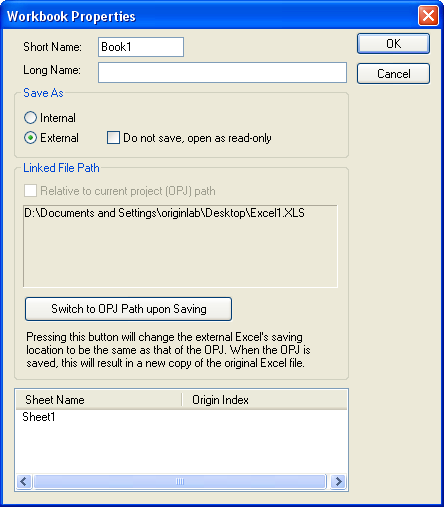 Workbook Properties
Short Name: Book1 OK
Long Name: Cancel
Save As
Internal
External Do not save, open as read-only
Linked File Path
Relative to current project (OPJ) path
D:\Documents and Settings\originlab\Desktop\Excel1.XLS
Switch to OPJ Path upon Saving
Pressing this button will change the external Excel's saving
location to be the same as that of the OPJ. When the OPJ is
saved, this will result in a new copy of the original Excel file.
Sheet Name Origin Index
Sheet1